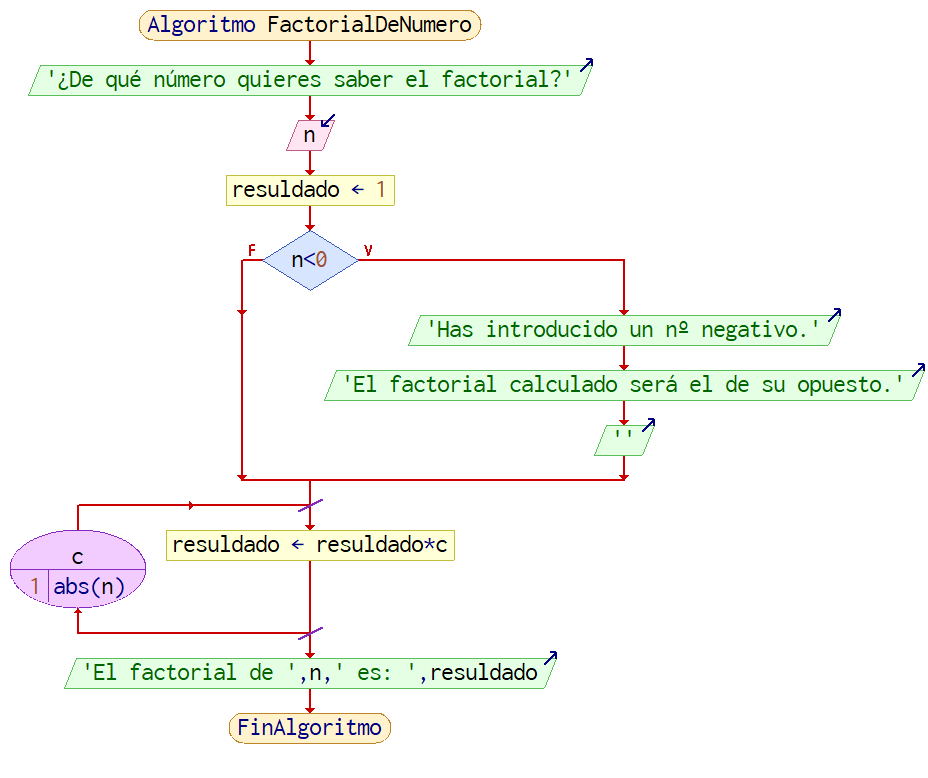 Algoritmo FactorialDeNumero
'¿De qué número quieres saber el factorial?'
n
resuldado ← 1
F
V
n<0
'Has introducido un nº negativo.'
'El factorial calculado será el de su opuesto.'
''
resuldado ← resuldado*c
c
1 abs(n)
'El factorial de ',n,' es: ',resuldado
FinAlgoritmo